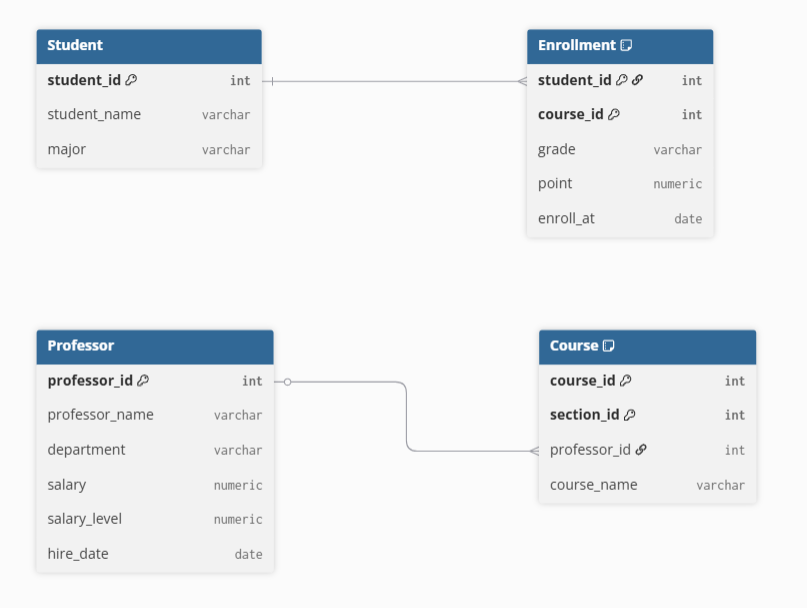 Student
student_id int
student_name varchar
major varchar
Enrollment
student_id int
course_id int
grade varchar
point numeric
enroll_at date
Professor
professor_id int
professor_name varchar
department varchar
salary numeric
salary_level numeric
hire_date date
Course
course_id int
section_id int
professor_id int
course_name varchar